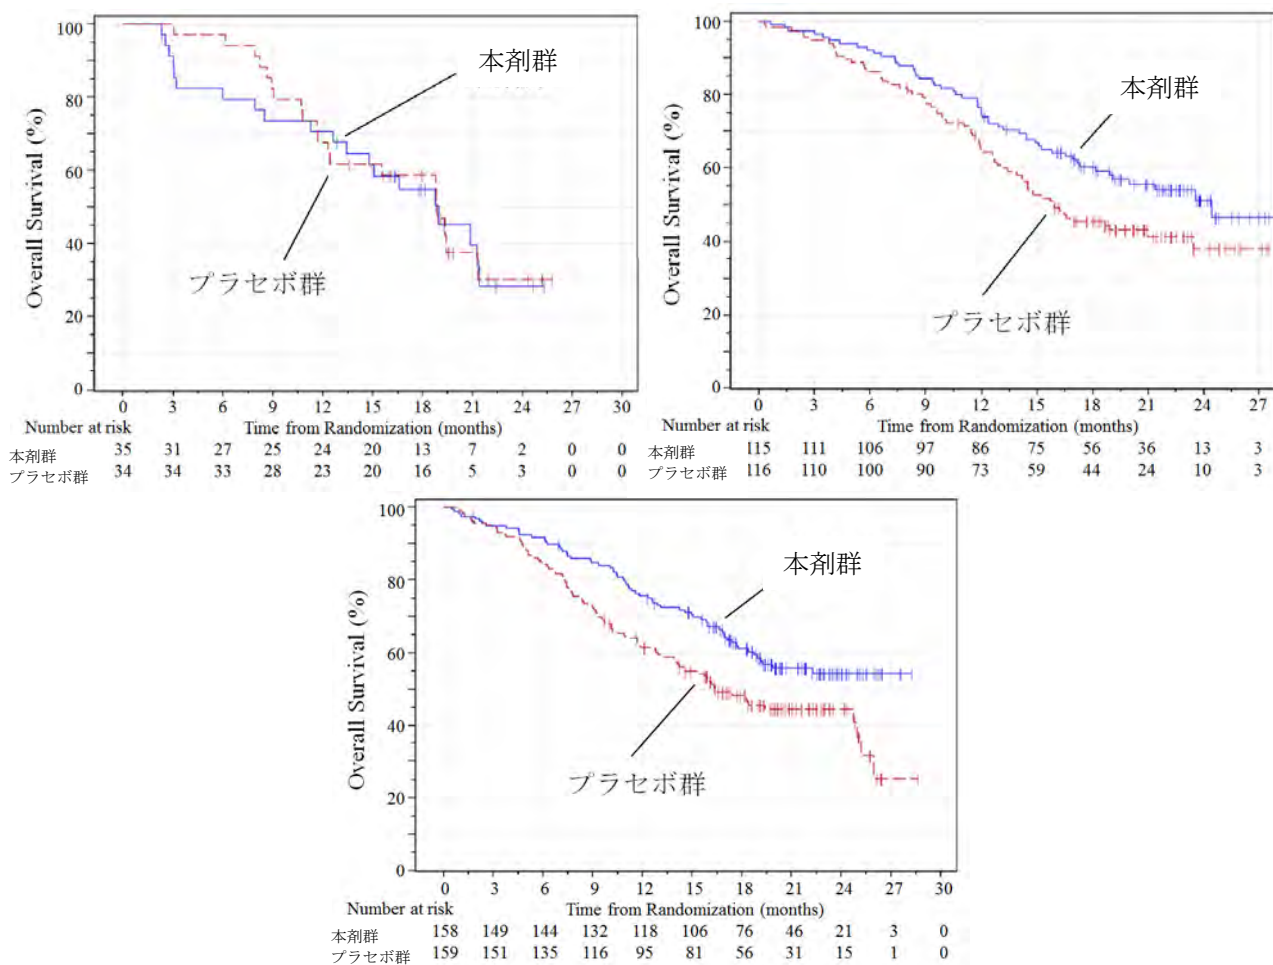 Overall Survival (%)
100
80
60
40
20
0
本剤群
プラセボ群
0 3 6 9 12 15 18 21 24 27 30
Number at risk Time from Randomization (months)
本剤群 35 31 27 25 24 20 13 7 2 0 0
プラセボ群 34 34 33 28 23 20 16 5 3 0 0
Overall Survival (%)
100
80
60
40
20
0
本剤群
プラセボ群
0 3 6 9 12 15 18 21 24 27
Number at risk Time from Randomization (months)
本剤群 115 111 106 97 86 75 56 36 13 3
プラセボ群 116 110 100 90 73 59 44 24 10 3
Overall Survival (%)
100
80
60
40
20
0
本剤群
プラセボ群
0 3 6 9 12 15 18 21 24 27 30
Number at risk Time from Randomization (months)
本剤群 158 149 144 132 118 106 76 46 21 3 0
プラセボ群 159 151 135 116 95 81 56 31 15 1 0